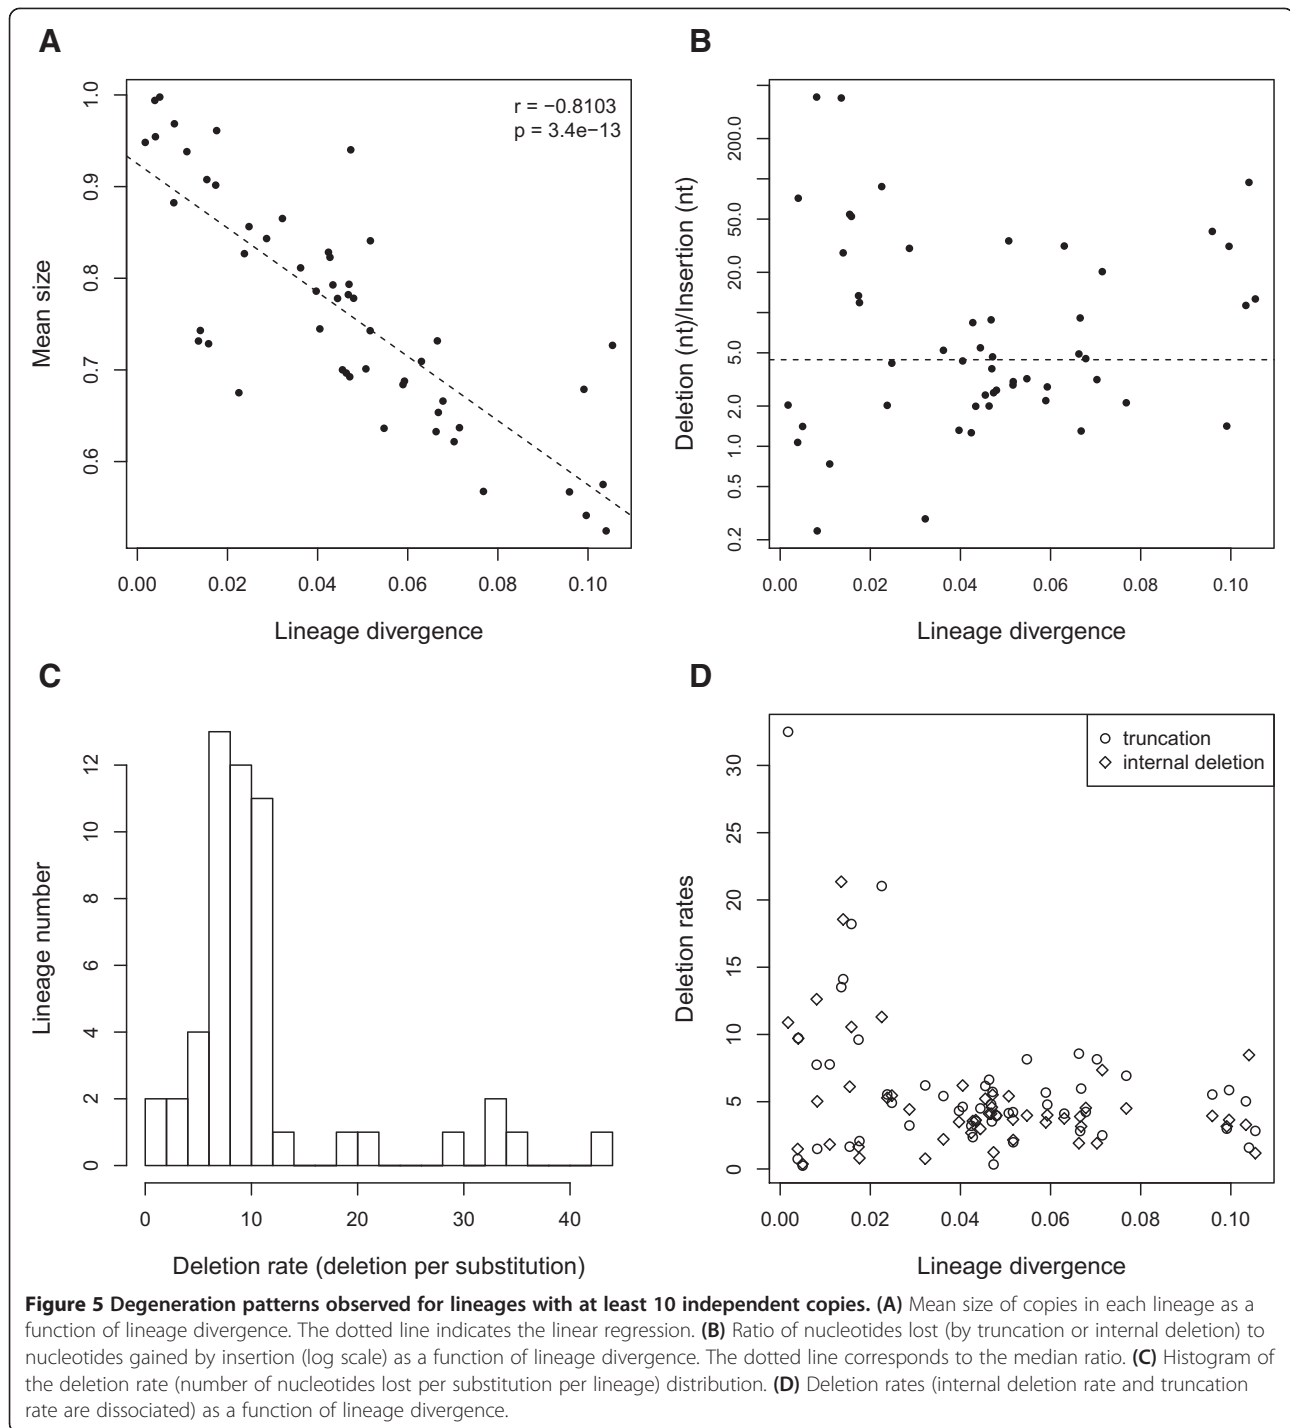 A
r = −0.8103
p = 3.4e−13
1.0
0.9
0.8
0.7
0.6
Mean size
0.00 0.02 0.04 0.06 0.08 0.10
Lineage divergence
B
200.0
50.0
20.0
5.0
2.0
1.0
0.5
0.2
Deletion (nt)/Insertion (nt)
0.00 0.02 0.04 0.06 0.08 0.10
Lineage divergence
C
12
10
8
6
4
2
0
Lineage number
0 10 20 30 40
Deletion rate (deletion per substitution)
D
truncation
internal deletion
30
25
20
15
10
5
0
Deletion rates
0.00 0.02 0.04 0.06 0.08 0.10
Lineage divergence
Figure 5 Degeneration patterns observed for lineages with at least 10 independent copies. (A) Mean size of copies in each lineage as a
function of lineage divergence. The dotted line indicates the linear regression. (B) Ratio of nucleotides lost (by truncation or internal deletion) to
nucleotides gained by insertion (log scale) as a function of lineage divergence. The dotted line corresponds to the median ratio. (C) Histogram of
the deletion rate (number of nucleotides lost per substitution per lineage) distribution. (D) Deletion rates (internal deletion rate and truncation
rate are dissociated) as a function of lineage divergence.